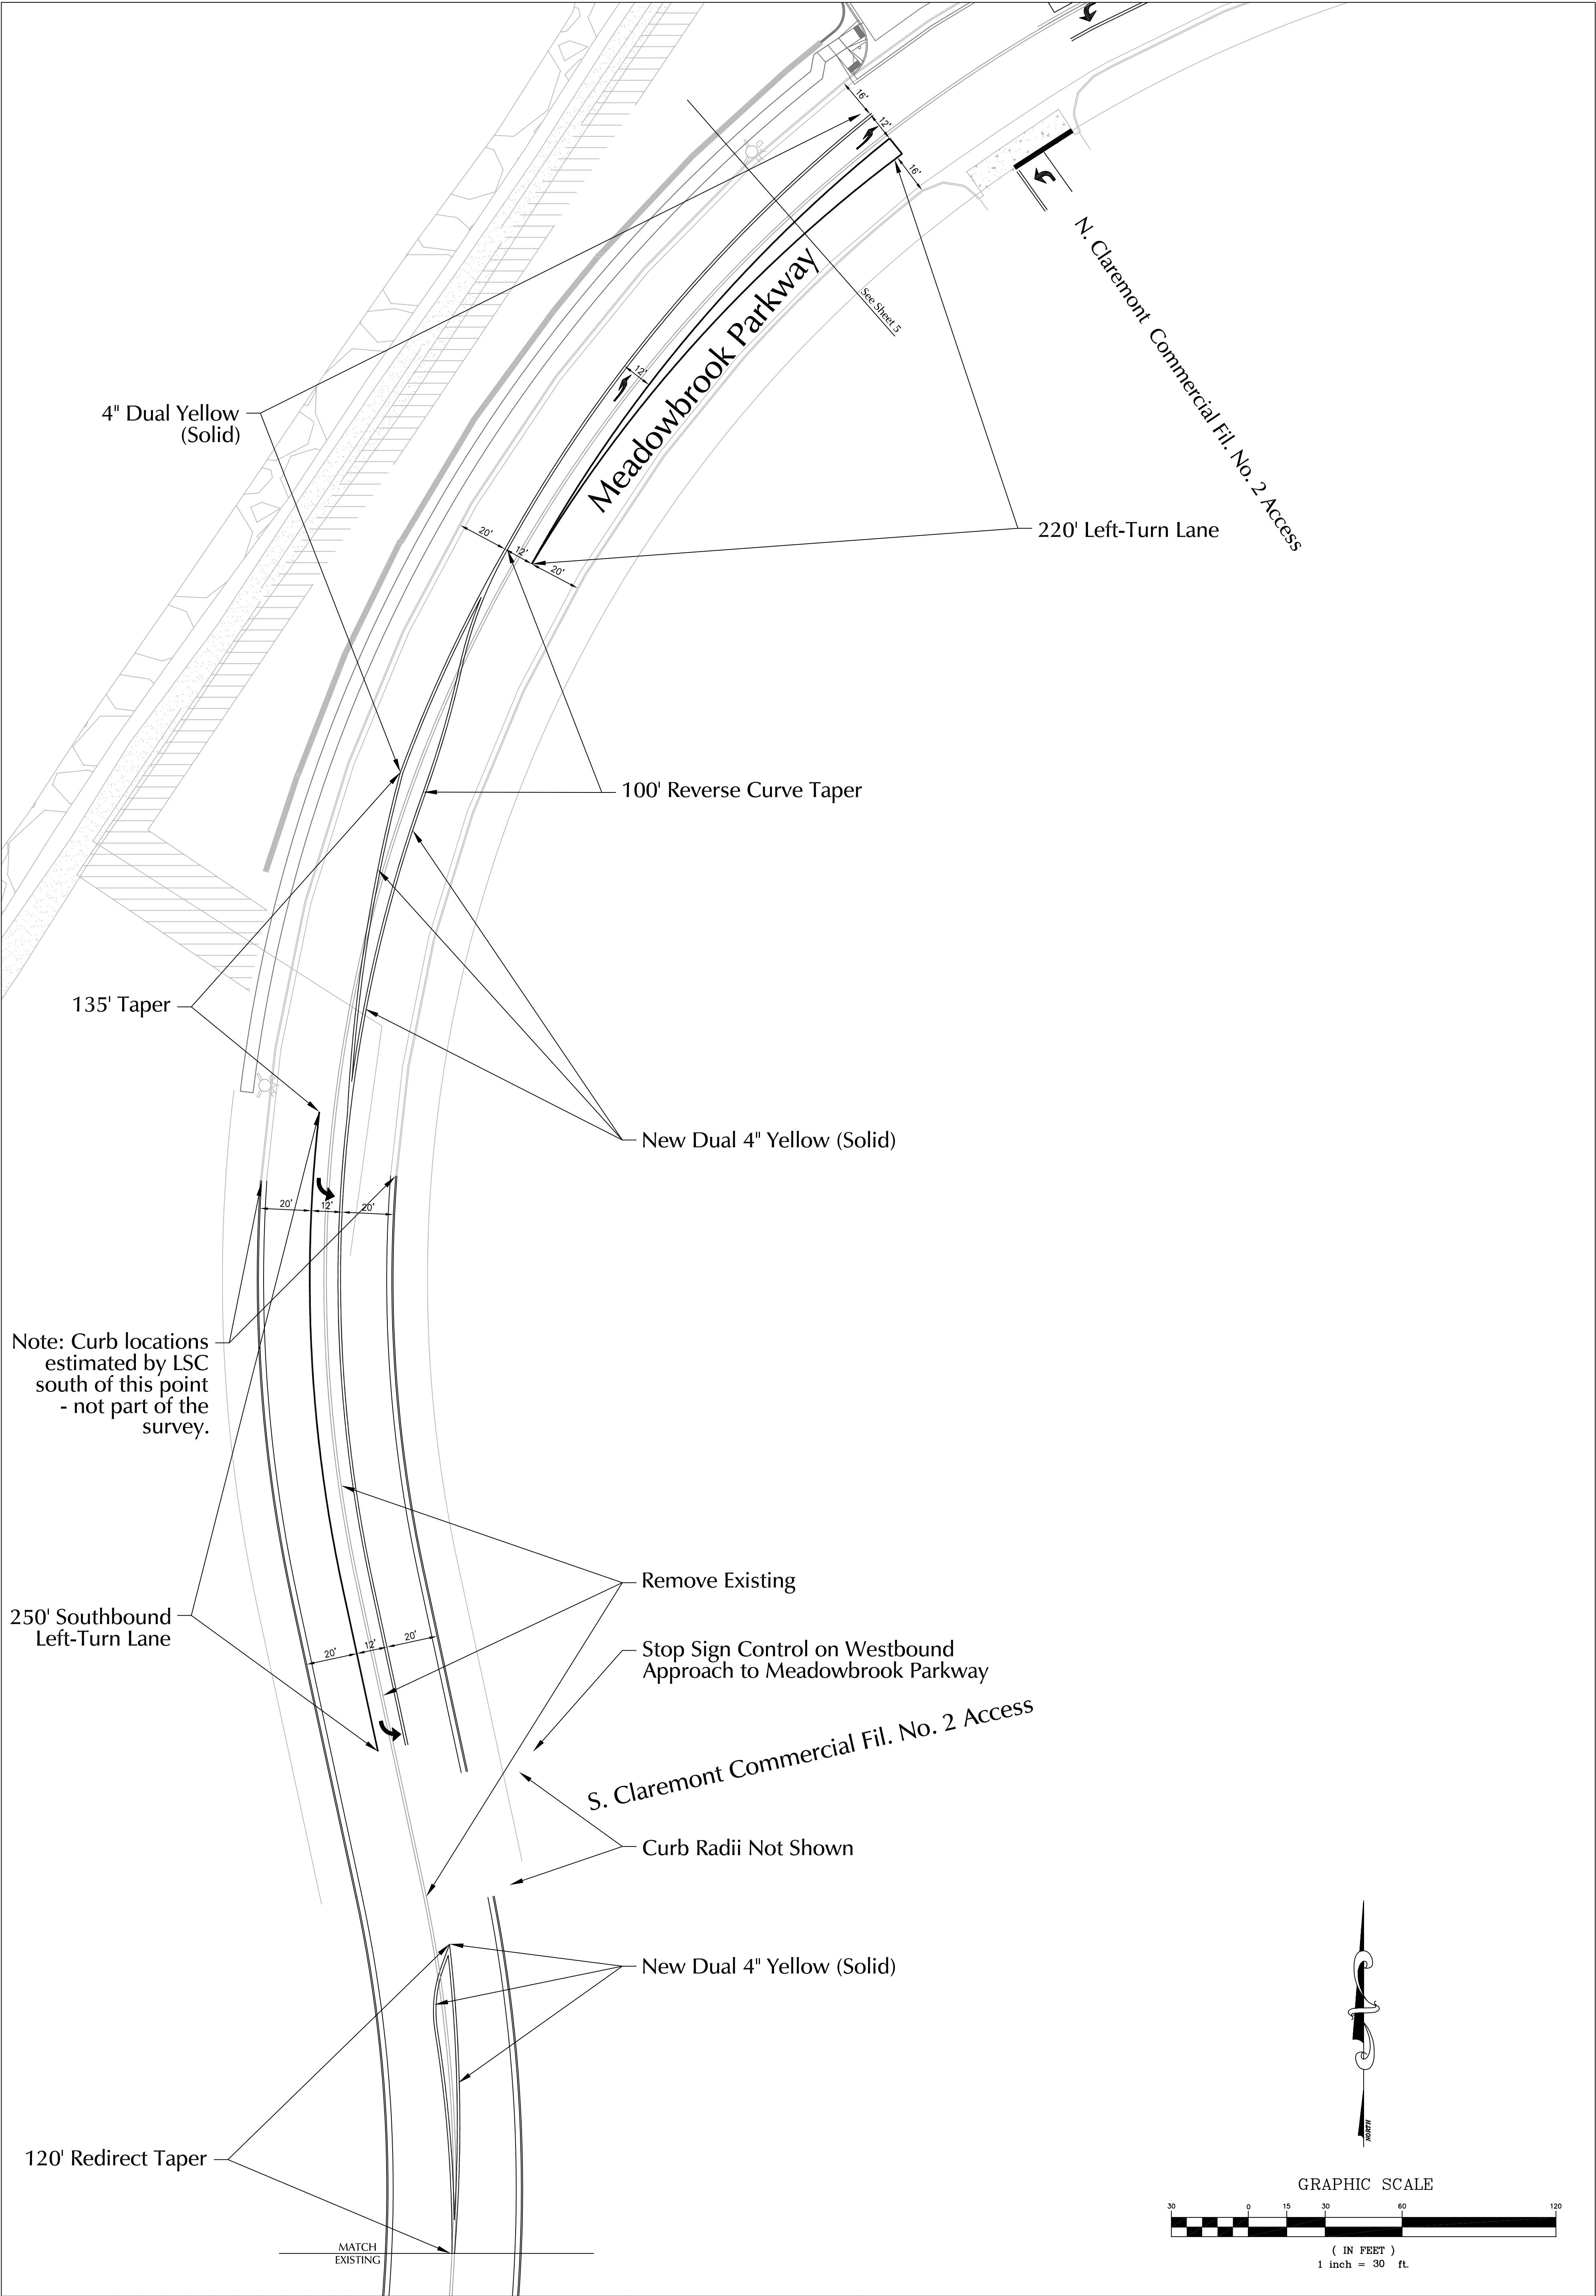 16'
12'
16'
N. Claremont Commercial Fil. No. 2 Access
Meadowbrook Parkway
See Sheet 5
12'
4" Dual Yellow
(Solid)
220' Left-Turn Lane
20'
12'
20'
100' Reverse Curve Taper
135' Taper
New Dual 4" Yellow (Solid)
20'
12'
20'
Note: Curb locations
estimated by LSC
south of this point
- not part of the
survey.
Remove Existing
250' Southbound
Left-Turn Lane
20'
12'
20'
Stop Sign Control on Westbound
Approach to Meadowbrook Parkway
S. Claremont Commercial Fil. No. 2 Access
Curb Radii Not Shown
New Dual 4" Yellow (Solid)
120' Redirect Taper
MATCH
EXISTING
NORTH
GRAPHIC SCALE
30 0 15 30 60 120
( IN FEET )
1 inch = 30 ft.